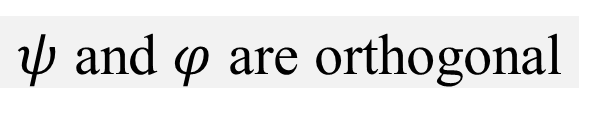 ψ and φ are orthogonal